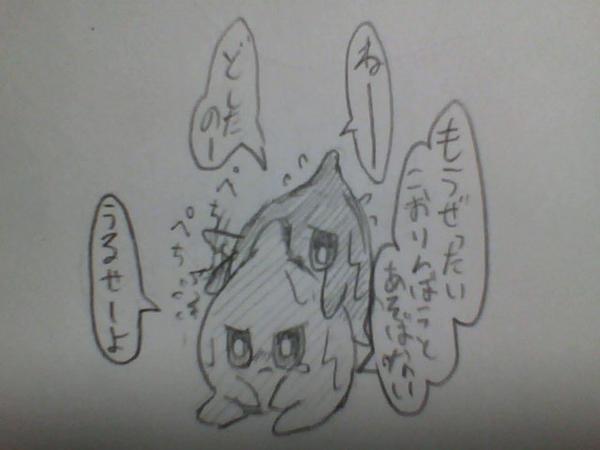 ねー
どしたのー
もうぜったい
こおりんぼうと
あそばない
うるせーよ
ぺち
ぺち